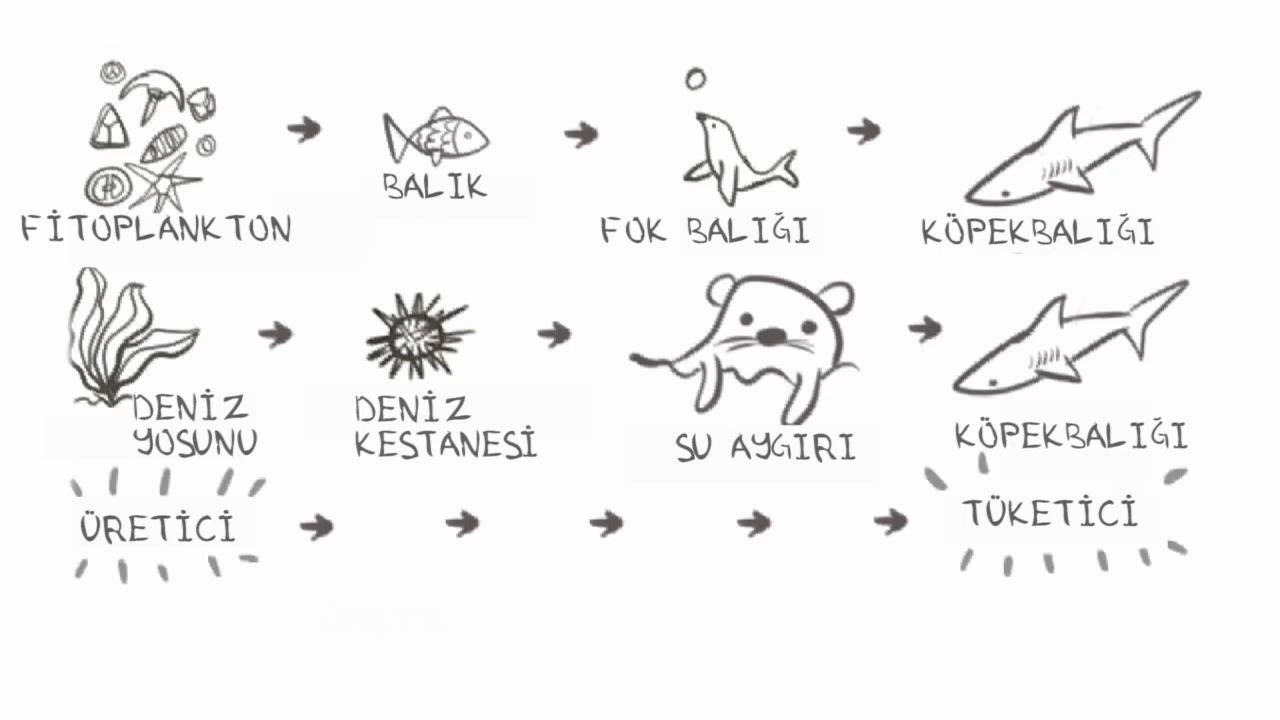 FİTOPLANKTON
BALIK
FOK BALIĞI
KÖPEKBALIĞI
DENİZ
YOSUNU
DENİZ
KESTANESİ
SU AYGIRI
KÖPEKBALIĞI
ÜRETİCİ
TÜKETİCİ